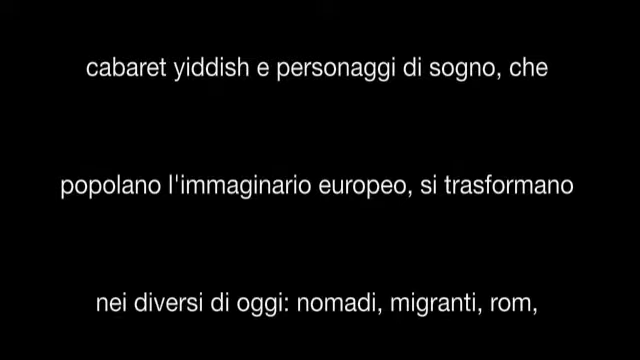 cabaret yiddish e personaggi di sogno, che
popolano l'immaginario europeo, si trasformano
nei diversi di oggi: nomadi, migranti, rom,